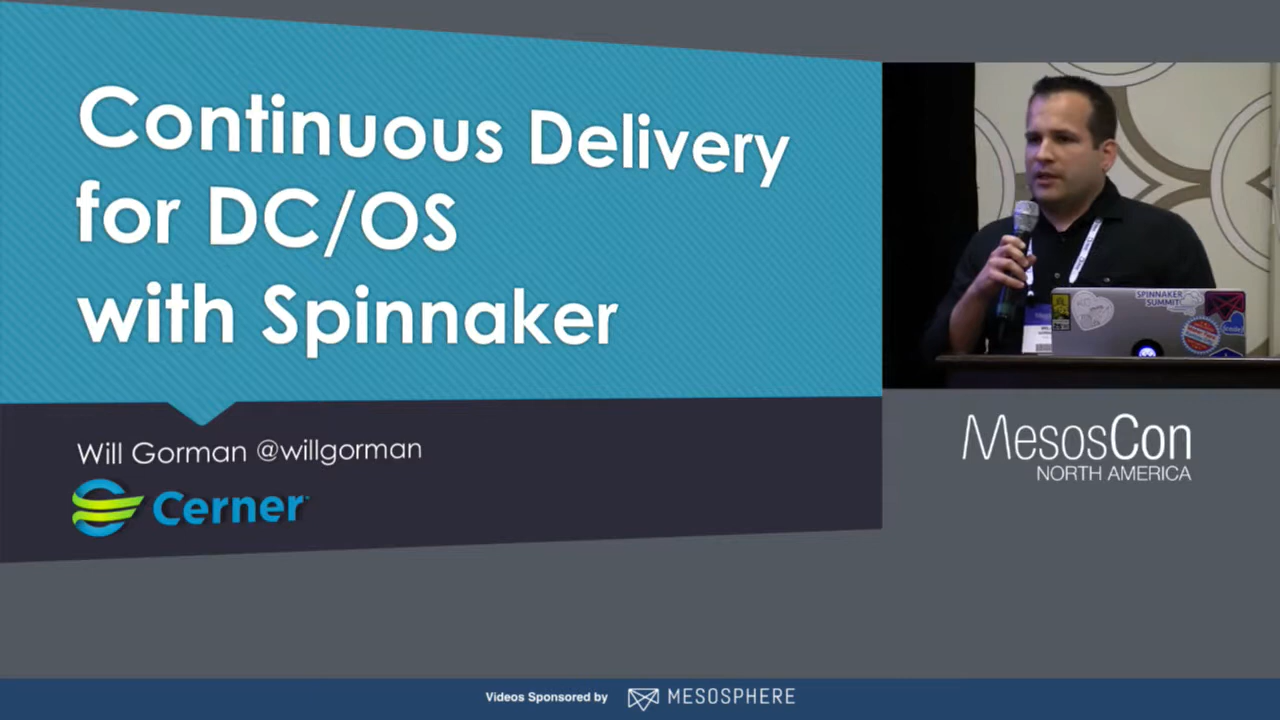 Continuous Delivery
for DC/OS
with Spinnaker
Will Gorman @willgorman
Cerner
SPINNAKER
SUMMIT
MesosCon
NORTH AMERICA
Videos Sponsored by MESOSPHERE